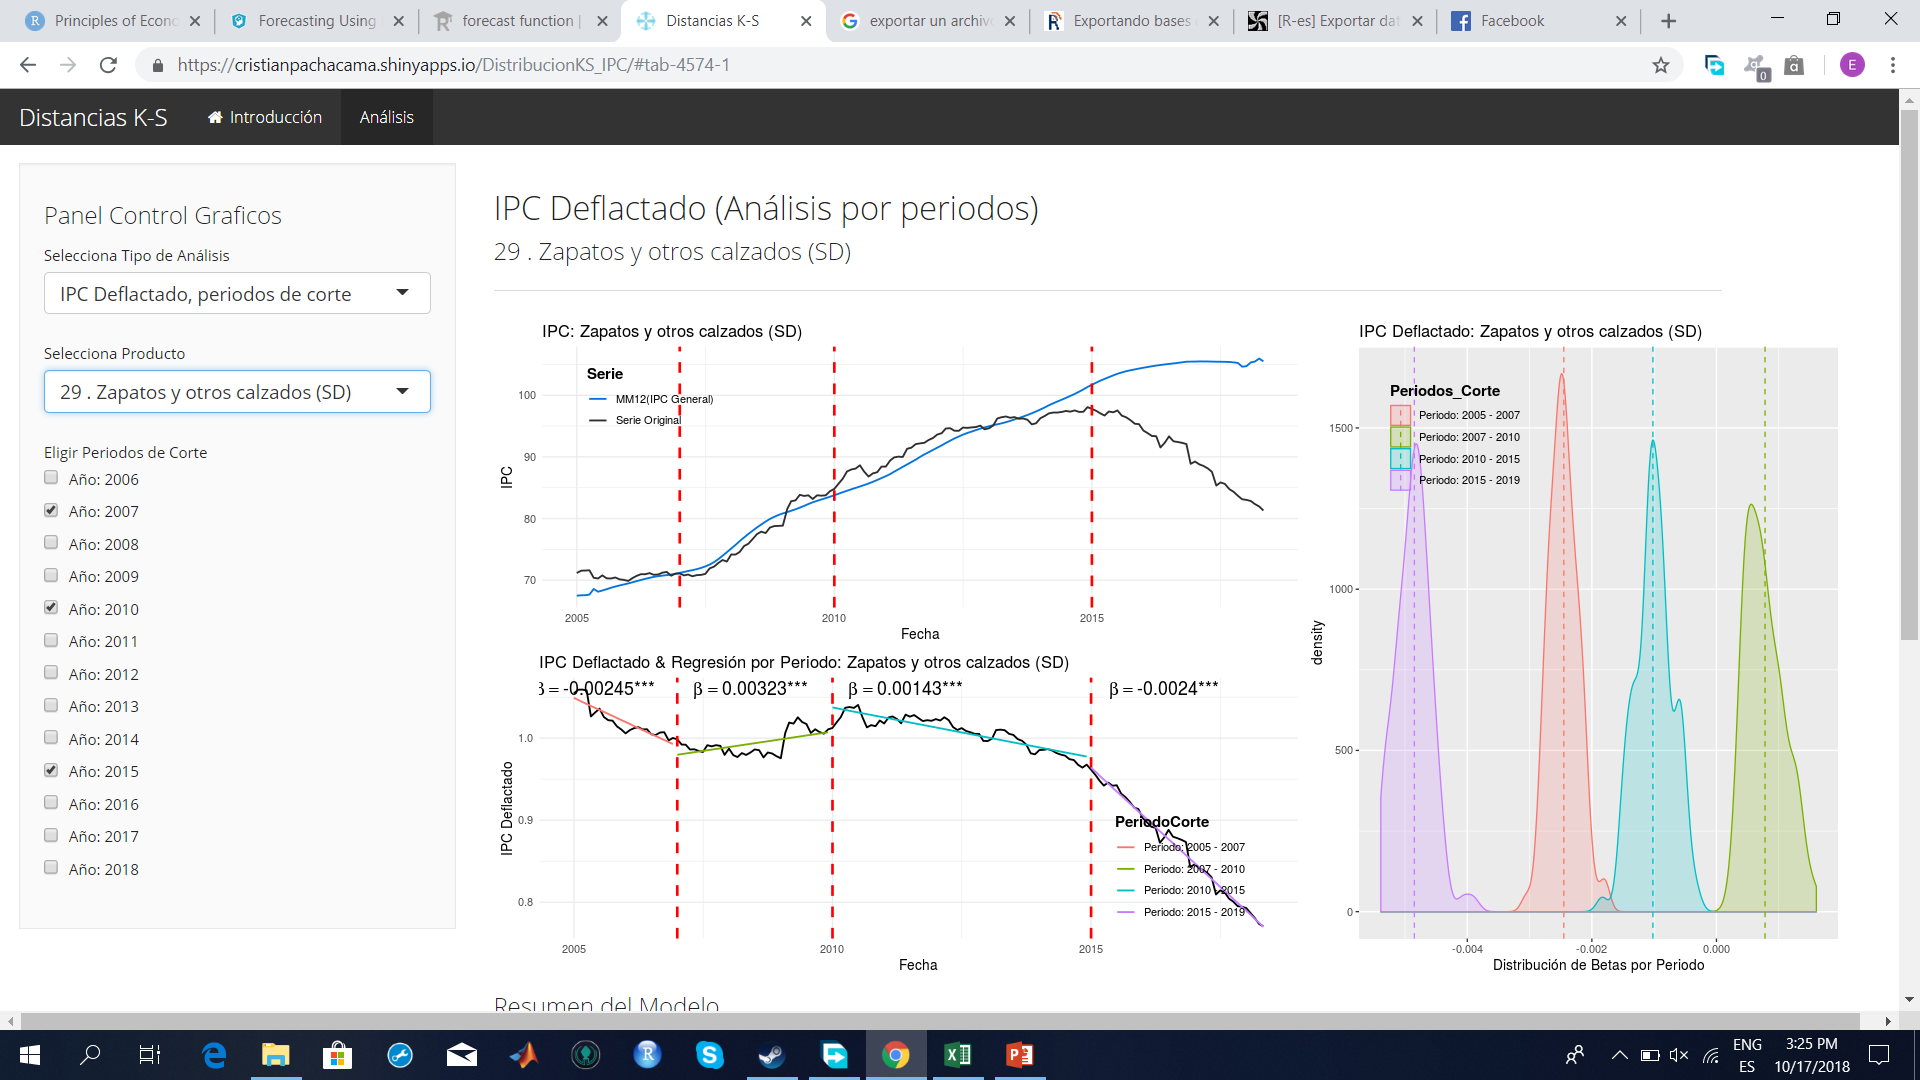 Principles of Econo
Forecasting Using
forecast function |
Distancias K-S
exportar un archivo
Exportando bases
[R-es] Exportar dat
Facebook
https://cristianpachacama.shinyapps.io/DistribucionKS_IPC/#tab-4574-1
0
E
Distancias K-S
Introducción
Análisis
Panel Control Graficos
Selecciona Tipo de Análisis
IPC Deflactado, periodos de corte
Selecciona Producto
29 . Zapatos y otros calzados (SD)
Eligir Periodos de Corte
Año: 2006
Año: 2007
Año: 2008
Año: 2009
Año: 2010
Año: 2011
Año: 2012
Año: 2013
Año: 2014
Año: 2015
Año: 2016
Año: 2017
Año: 2018
IPC Deflactado (Análisis por periodos)
29 . Zapatos y otros calzados (SD)
IPC: Zapatos y otros calzados (SD)
Serie
MM12(IPC General)
Serie Original
100
90
80
70
IPC
2005
2010
2015
Fecha
IPC Deflactado & Regresión por Periodo: Zapatos y otros calzados (SD)
β = -0.00245***
β = 0.00323***
β = 0.00143***
β = -0.0024***
1.0
0.9
0.8
IPC Deflactado
PeriodoCorte
Periodo: 2005 - 2007
Periodo: 2007 - 2010
Periodo: 2010 - 2015
Periodo: 2015 - 2019
2005
2010
2015
Fecha
IPC Deflactado: Zapatos y otros calzados (SD)
Periodos_Corte
Periodo: 2005 - 2007
Periodo: 2007 - 2010
Periodo: 2010 - 2015
Periodo: 2015 - 2019
1500
1000
500
0
density
-0.004
-0.002
0.000
Distribución de Betas por Periodo
Resumen del Modelo
ENG
ES
3:25 PM
10/17/2018